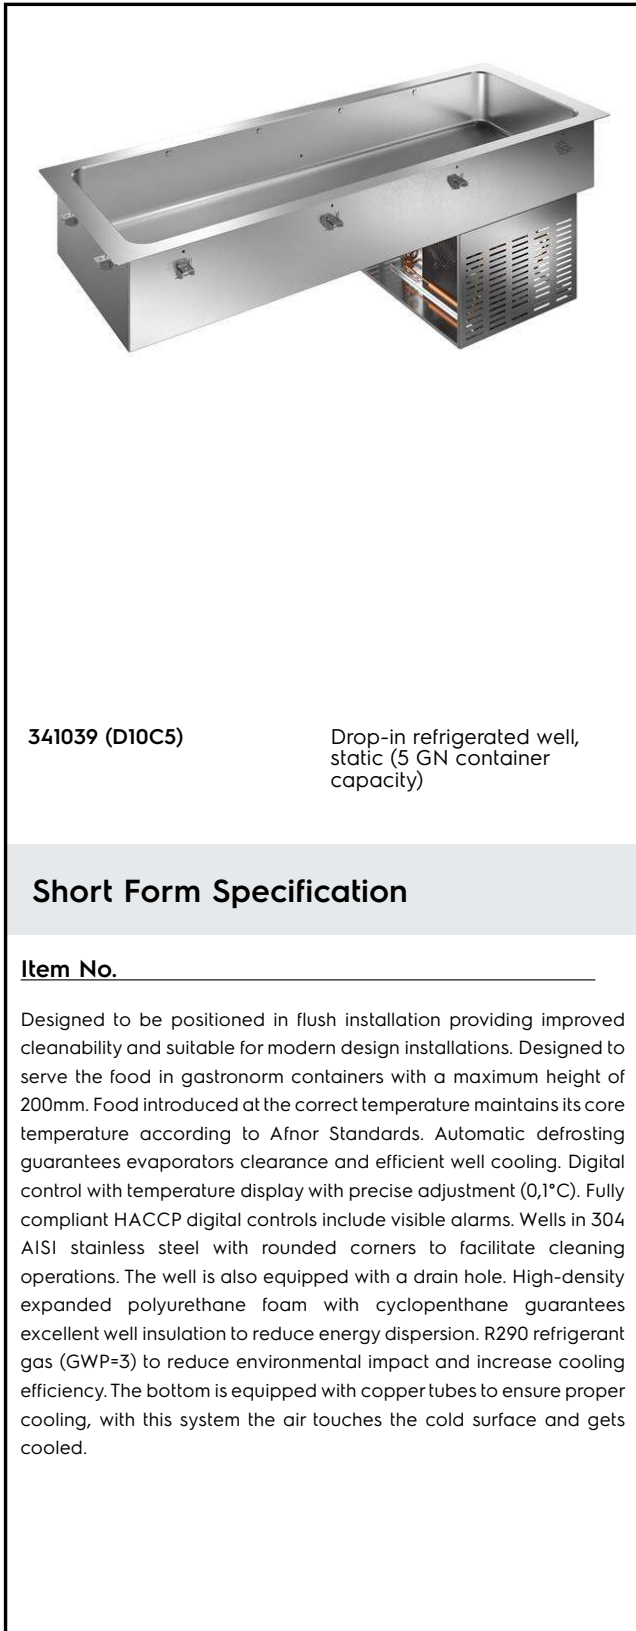 341039 (D10C5)
Drop-in refrigerated well,
static (5 GN container
capacity)
Short Form Specification
Item No.
Designed to be positioned in flush installation providing improved
cleanability and suitable for modern design installations. Designed to
serve the food in gastronorm containers with a maximum height of
200mm. Food introduced at the correct temperature maintains its core
temperature according to Afnor Standards. Automatic defrosting
guarantees evaporators clearance and efficient well cooling. Digital
control with temperature display with precise adjustment (0,1°C). Fully
compliant HACCP digital controls include visible alarms. Wells in 304
AISI stainless steel with rounded corners to facilitate cleaning
operations. The well is also equipped with a drain hole. High-density
expanded polyurethane foam with cyclopenthane guarantees
excellent well insulation to reduce energy dispersion. R290 refrigerant
gas (GWP=3) to reduce environmental impact and increase cooling
efficiency. The bottom is equipped with copper tubes to ensure proper
cooling, with this system the air touches the cold surface and gets
cooled.